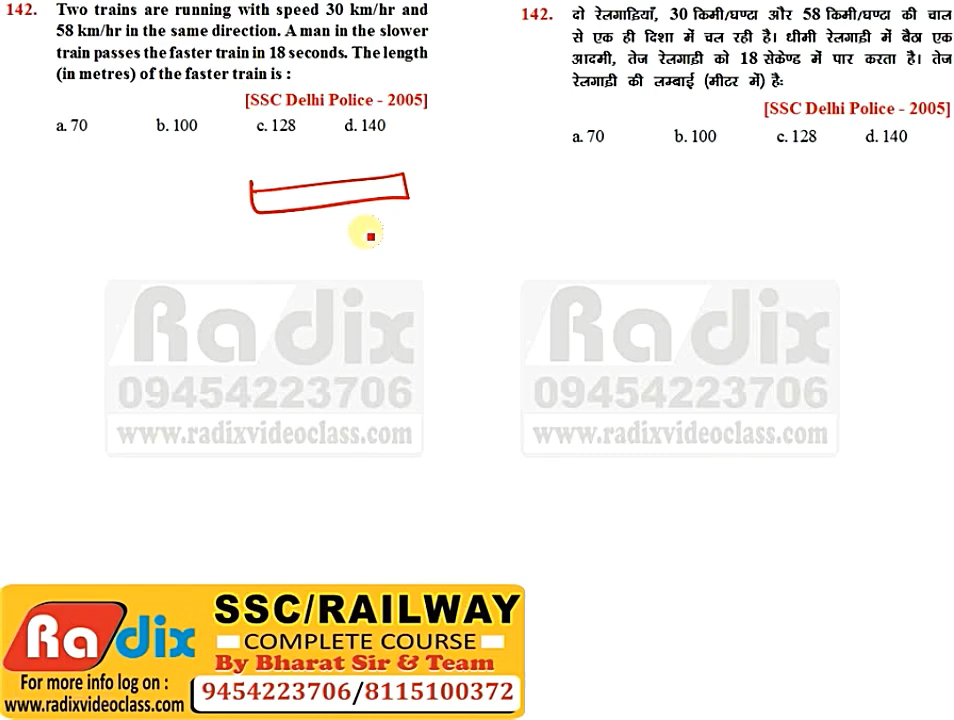 142. Two trains are running with speed 30 km/hr and
58 km/hr in the same direction. A man in the slower
train passes the faster train in 18 seconds. The length
(in metres) of the faster train is :
[SSC Delhi Police - 2005]
a. 70 b. 100 c. 128 d. 140
142. दो रेलगाड़ियाँ, 30 किमी/घण्टा और 58 किमी/घण्टा की चाल
से एक ही दिशा में चल रही है। धीमी रेलगाड़ी में बैठा एक
आदमी, तेज रेलगाड़ी को 18 सेकेण्ड में पार करता है। तेज
रेलगाड़ी की लम्बाई (मीटर में) है:
[SSC Delhi Police - 2005]
a. 70 b. 100 c. 128 d. 140
Radix
09454223706
www.radixvideoclass.com
Radix
09454223706
www.radixvideoclass.com
Radix
For more info log on :
www.radixvideoclass.com
SSC/RAILWAY
COMPLETE COURSE
By Bharat Sir & Team
9454223706/8115100372